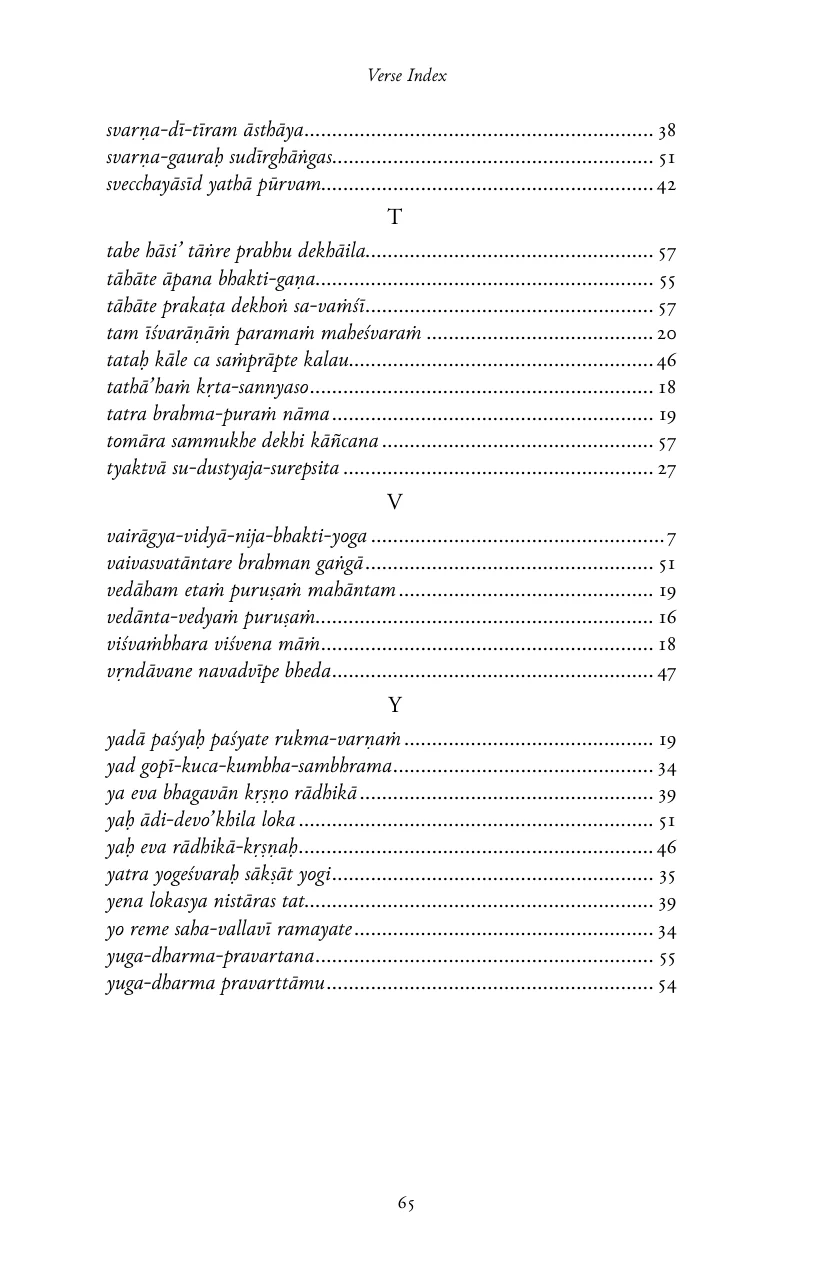 Verse Index
svarṇa-dī-tīram āsthāya............................................................... 38
svarṇa-gauraḥ sudīrghāṅgas.......................................................... 51
svecchayāsīd yathā pūrvam............................................................ 42
T
tabe hāsi’ tāṅre prabhu dekhāila.................................................... 57
tāhāte āpana bhakti-gaṇa............................................................. 55
tāhāte prakaṭa dekhoṅ sa-vaṁśī.................................................... 57
tam īśvarāṇāṁ paramaṁ maheśvaraṁ ......................................... 20
tataḥ kāle ca saṁprāpte kalau....................................................... 46
tathā’haṁ kṛta-sannyaso.............................................................. 18
tatra brahma-puraṁ nāma .......................................................... 19
tomāra sammukhe dekhi kāñcana ................................................. 57
tyaktvā su-dustyaja-surepsita ........................................................ 27
V
vairāgya-vidyā-nija-bhakti-yoga .....................................................7
vaivasvatāntare brahman gaṅgā.................................................... 51
vedāham etaṁ puruṣaṁ mahāntam .............................................. 19
vedānta-vedyaṁ puruṣaṁ............................................................. 16
viśvaṁbhara viśvena māṁ............................................................ 18
vṛndāvane navadvīpe bheda.......................................................... 47
Y
yadā paśyaḥ paśyate rukma-varṇaṁ ............................................. 19
yad gopī-kuca-kumbha-sambhrama............................................... 34
ya eva bhagavān kṛṣṇo rādhikā ..................................................... 39
yaḥ ādi-devo’khila loka ................................................................ 51
yaḥ eva rādhikā-kṛṣṇaḥ................................................................ 46
yatra yogeśvaraḥ sākṣāt yogi.......................................................... 35
yena lokasya nistāras tat............................................................... 39
yo reme saha-vallavī ramayate ...................................................... 34
yuga-dharma-pravartana............................................................. 55
yuga-dharma pravarttāmu........................................................... 54
65